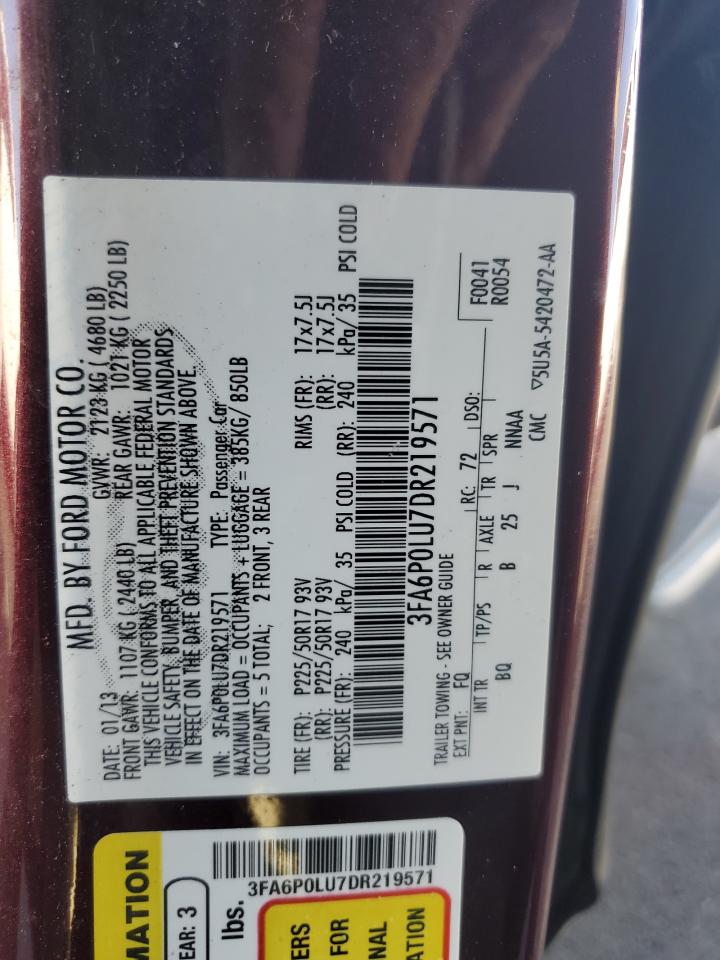 MFD. BY FORD MOTOR CO.
DATE: 01/13 GVWR: 2123 KG ( 4680 LB)
FRONT GAWR: 1107 KG ( 2440 LB) REAR GAWR: 1021 KG ( 2250 LB)
THIS VEHICLE CONFORMS TO ALL APPLICABLE FEDERAL MOTOR
VEHICLE SAFETY, BUMPER, AND THEFT PREVENTION STANDARDS
IN EFFECT ON THE DATE OF MANUFACTURE SHOWN ABOVE.
VIN: 3FA6P0LU7DR219571 TYPE: Passenger Car
MAXIMUM LOAD = OCCUPANTS + LUGGAGE = 385KG/ 850LB
OCCUPANTS = 5 TOTAL; 2 FRONT, 3 REAR
TIRE (FR): P225/50R17 93V RIMS (FR): 17x7.5J
(RR): P225/50R17 93V (RR): 17x7.5J
PRESSURE (FR): 240 kPa/ 35 PSI COLD (RR): 240 kPa/ 35 PSI COLD
3FA6P0LU7DR219571
TRAILER TOWING - SEE OWNER GUIDE
EXT PNT: FQ RC: 72 DSO: F0041
R0054
INT TR TP/PS R AXLE TR SPR
BQ B 25 J NNAA
CMC ▽5U5A-5420472-AA
MATION
EAR: 3
lbs.
3FA6P0LU7DR219571
ERS
FOR
NAL
ATION